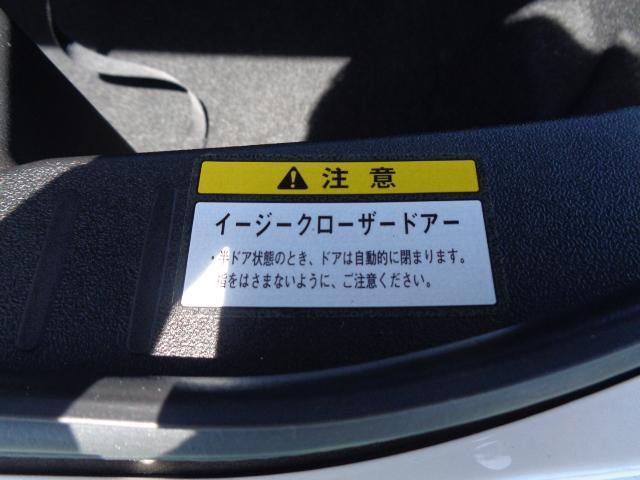 ⚠ 注意
イージークローザードアー
・半ドア状態のとき、ドアは自動的に閉まります。
指をはさまないように、ご注意ください。